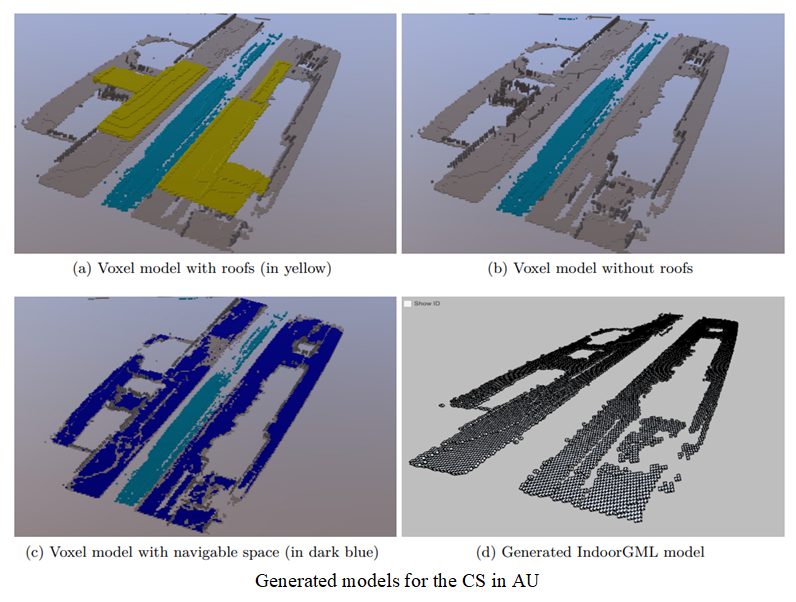 (a) Voxel model with roofs (in yellow)
(b) Voxel model without roofs
Show ID
(c) Voxel model with navigable space (in dark blue)
(d) Generated IndoorGML model
Generated models for the CS in AU